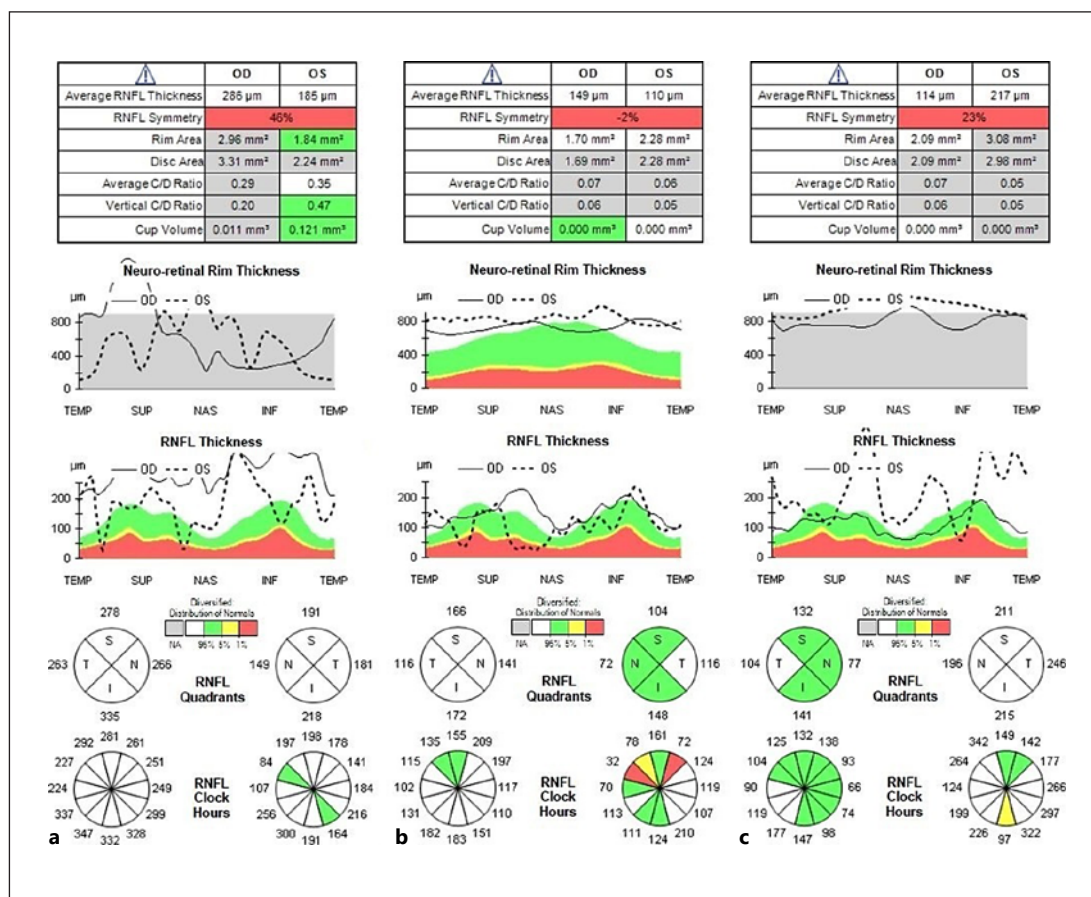 OD OS
Average RNFL Thickness 286 µm 185 µm
RNFL Symmetry 46%
Rim Area 2.96 mm² 1.84 mm²
Disc Area 3.31 mm² 2.24 mm²
Average C/D Ratio 0.29 0.35
Vertical C/D Ratio 0.20 0.47
Cup Volume 0.011 mm³ 0.121 mm³
Neuro-retinal Rim Thickness
µm OD OS
800
400
0
TEMP SUP NAS INF TEMP
RNFL Thickness
µm OD OS
200
100
0
TEMP SUP NAS INF TEMP
Diversified:
Distribution of Normals
NA 95% 5% 1%
278 191
S S
263 T N 266 149 N T 181
I I
335 218
RNFL
Quadrants
281 198
292 261 197 178
227 251 84 141
224 249 107 184
337 299 256 216
347 328 300 164
332 191
RNFL
Clock
Hours
a
OD OS
Average RNFL Thickness 149 µm 110 µm
RNFL Symmetry -2%
Rim Area 1.70 mm² 2.28 mm²
Disc Area 1.69 mm² 2.28 mm²
Average C/D Ratio 0.07 0.06
Vertical C/D Ratio 0.06 0.05
Cup Volume 0.000 mm³ 0.000 mm³
Neuro-retinal Rim Thickness
µm OD OS
800
400
0
TEMP SUP NAS INF TEMP
RNFL Thickness
µm OD OS
200
100
0
TEMP SUP NAS INF TEMP
Diversified:
Distribution of Normals
NA 95% 5% 1%
166 104
S S
116 T N 141 72 N T 116
I I
172 148
RNFL
Quadrants
155 161
135 209 78 72
115 197 32 124
102 117 70 119
131 110 113 107
182 151 111 210
183 124
RNFL
Clock
Hours
b
OD OS
Average RNFL Thickness 114 µm 217 µm
RNFL Symmetry 23%
Rim Area 2.09 mm² 3.08 mm²
Disc Area 2.09 mm² 2.98 mm²
Average C/D Ratio 0.07 0.05
Vertical C/D Ratio 0.06 0.05
Cup Volume 0.000 mm³ 0.000 mm³
Neuro-retinal Rim Thickness
µm OD OS
800
400
0
TEMP SUP NAS INF TEMP
RNFL Thickness
µm OD OS
200
100
0
TEMP SUP NAS INF TEMP
Diversified:
Distribution of Normals
NA 95% 5% 1%
132 211
S
104 T N 77 196 N T 246
I I
141 215
RNFL
Quadrants
132 149
125 138 342 142
104 93 264 177
90 66 124 266
119 74 199 297
177 98 226 322
147 97
RNFL
Clock
Hours
c